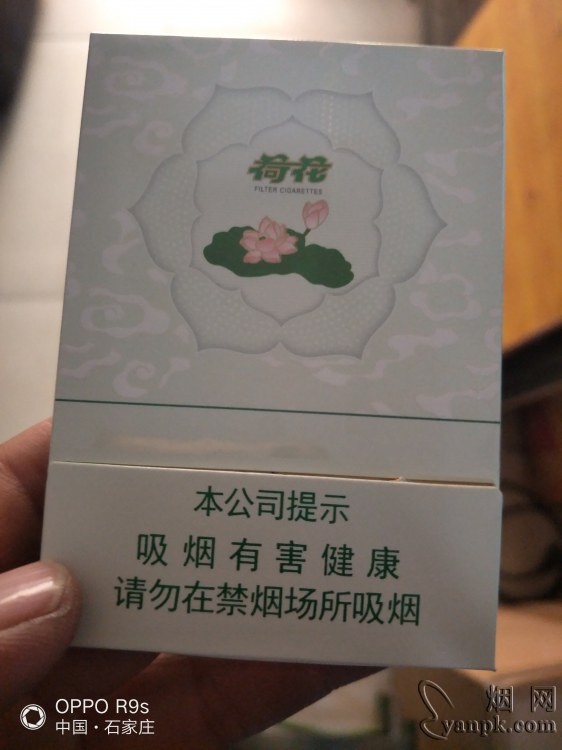 荷花
FILTER CIGARETTES
本公司提示
吸烟有害健康
请勿在禁烟场所吸烟
OPPO R9s
中国·石家庄
烟网
yanpk.com